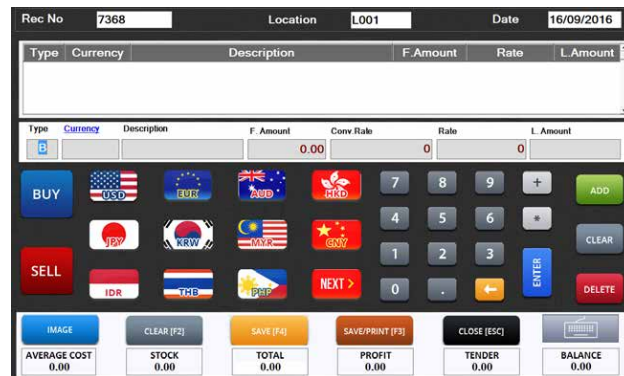 Rec No 7368 Location L001 Date 16/09/2016
Type Currency Description F.Amount Rate L.Amount
Type Currency Description F. Amount Conv.Rate Rate L. Amount
B 0.00 0 0
BUY USD EUR AUD HKD 7 8 9 + ADD
JPY KRW MYR CNY 4 5 6 * CLEAR
SELL 1 2 3 ENTER
IDR THB PHP NEXT > 0 . ← DELETE
IMAGE CLEAR [F2] SAVE [F4] SAVE/PRINT [F3] CLOSE [ESC]
AVERAGE COST STOCK TOTAL PROFIT TENDER BALANCE
0.00 0.00 0.00 0.00 0.00 0.00